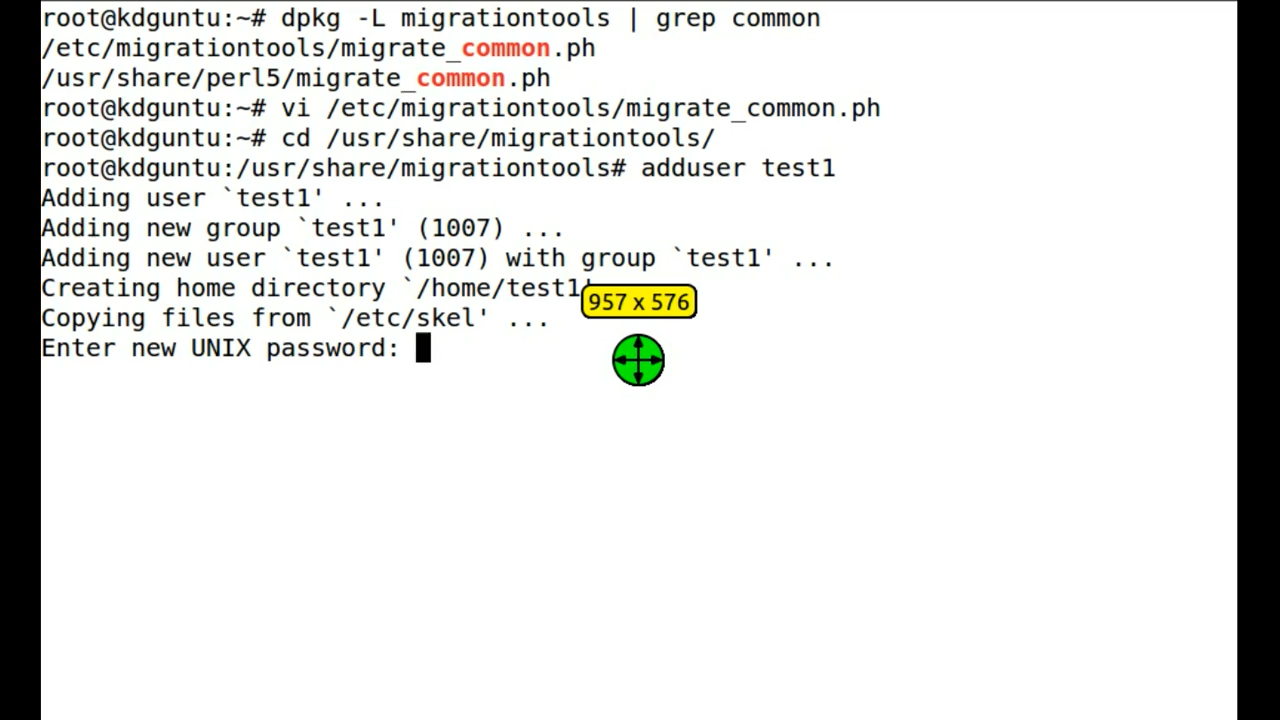 root@kdguntu:~# dpkg -L migrationtools | grep common
/etc/migrationtools/migrate_common.ph
/usr/share/perl5/migrate_common.ph
root@kdguntu:~# vi /etc/migrationtools/migrate_common.ph
root@kdguntu:~# cd /usr/share/migrationtools/
root@kdguntu:/usr/share/migrationtools# adduser test1
Adding user `test1' ...
Adding new group `test1' (1007) ...
Adding new user `test1' (1007) with group `test1' ...
Creating home directory `/home/test1'
957 x 576
Copying files from `/etc/skel' ...
Enter new UNIX password: